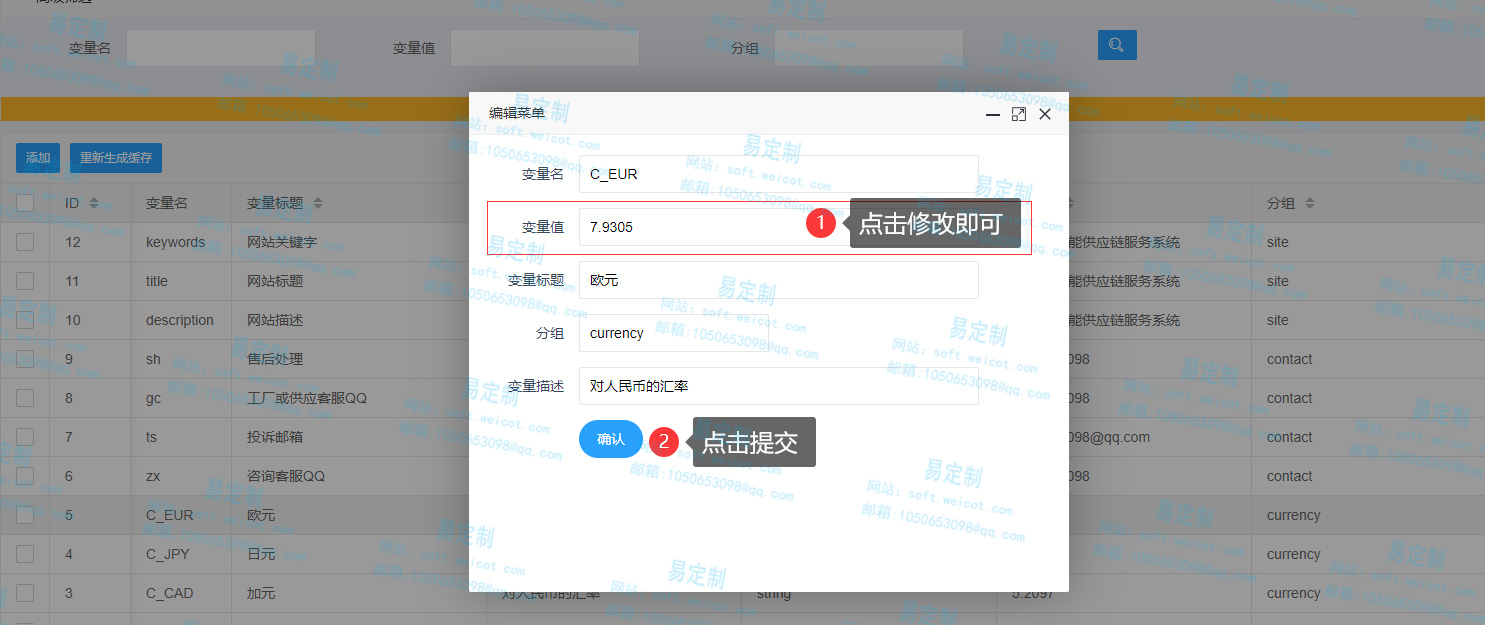 变量名
变量值
分组
编辑菜单
添加
重新生成缓存
变量名 C_EUR
变量值 7.9305
1 点击修改即可
变量标题 欧元
分组 currency
变量描述 对人民币的汇率
确认
2 点击提交
ID 变量名 变量标题 分组
12 keywords 网站关键字 能供应链服务系统 site
11 title 网站标题 能供应链服务系统 site
10 description 网站描述 能供应链服务系统 site
9 sh 售后处理 098 contact
8 gc 工厂或供应客服QQ 098 contact
7 ts 投诉邮箱 098@qq.com contact
6 zx 咨询客服QQ 098 contact
5 C_EUR 欧元 currency
4 C_JPY 日元 currency
3 C_CAD 加元 对人民币的汇率 string 5.2097 currency
易定制
网站：soft.weicot.com
邮箱:1050653098@qq.com